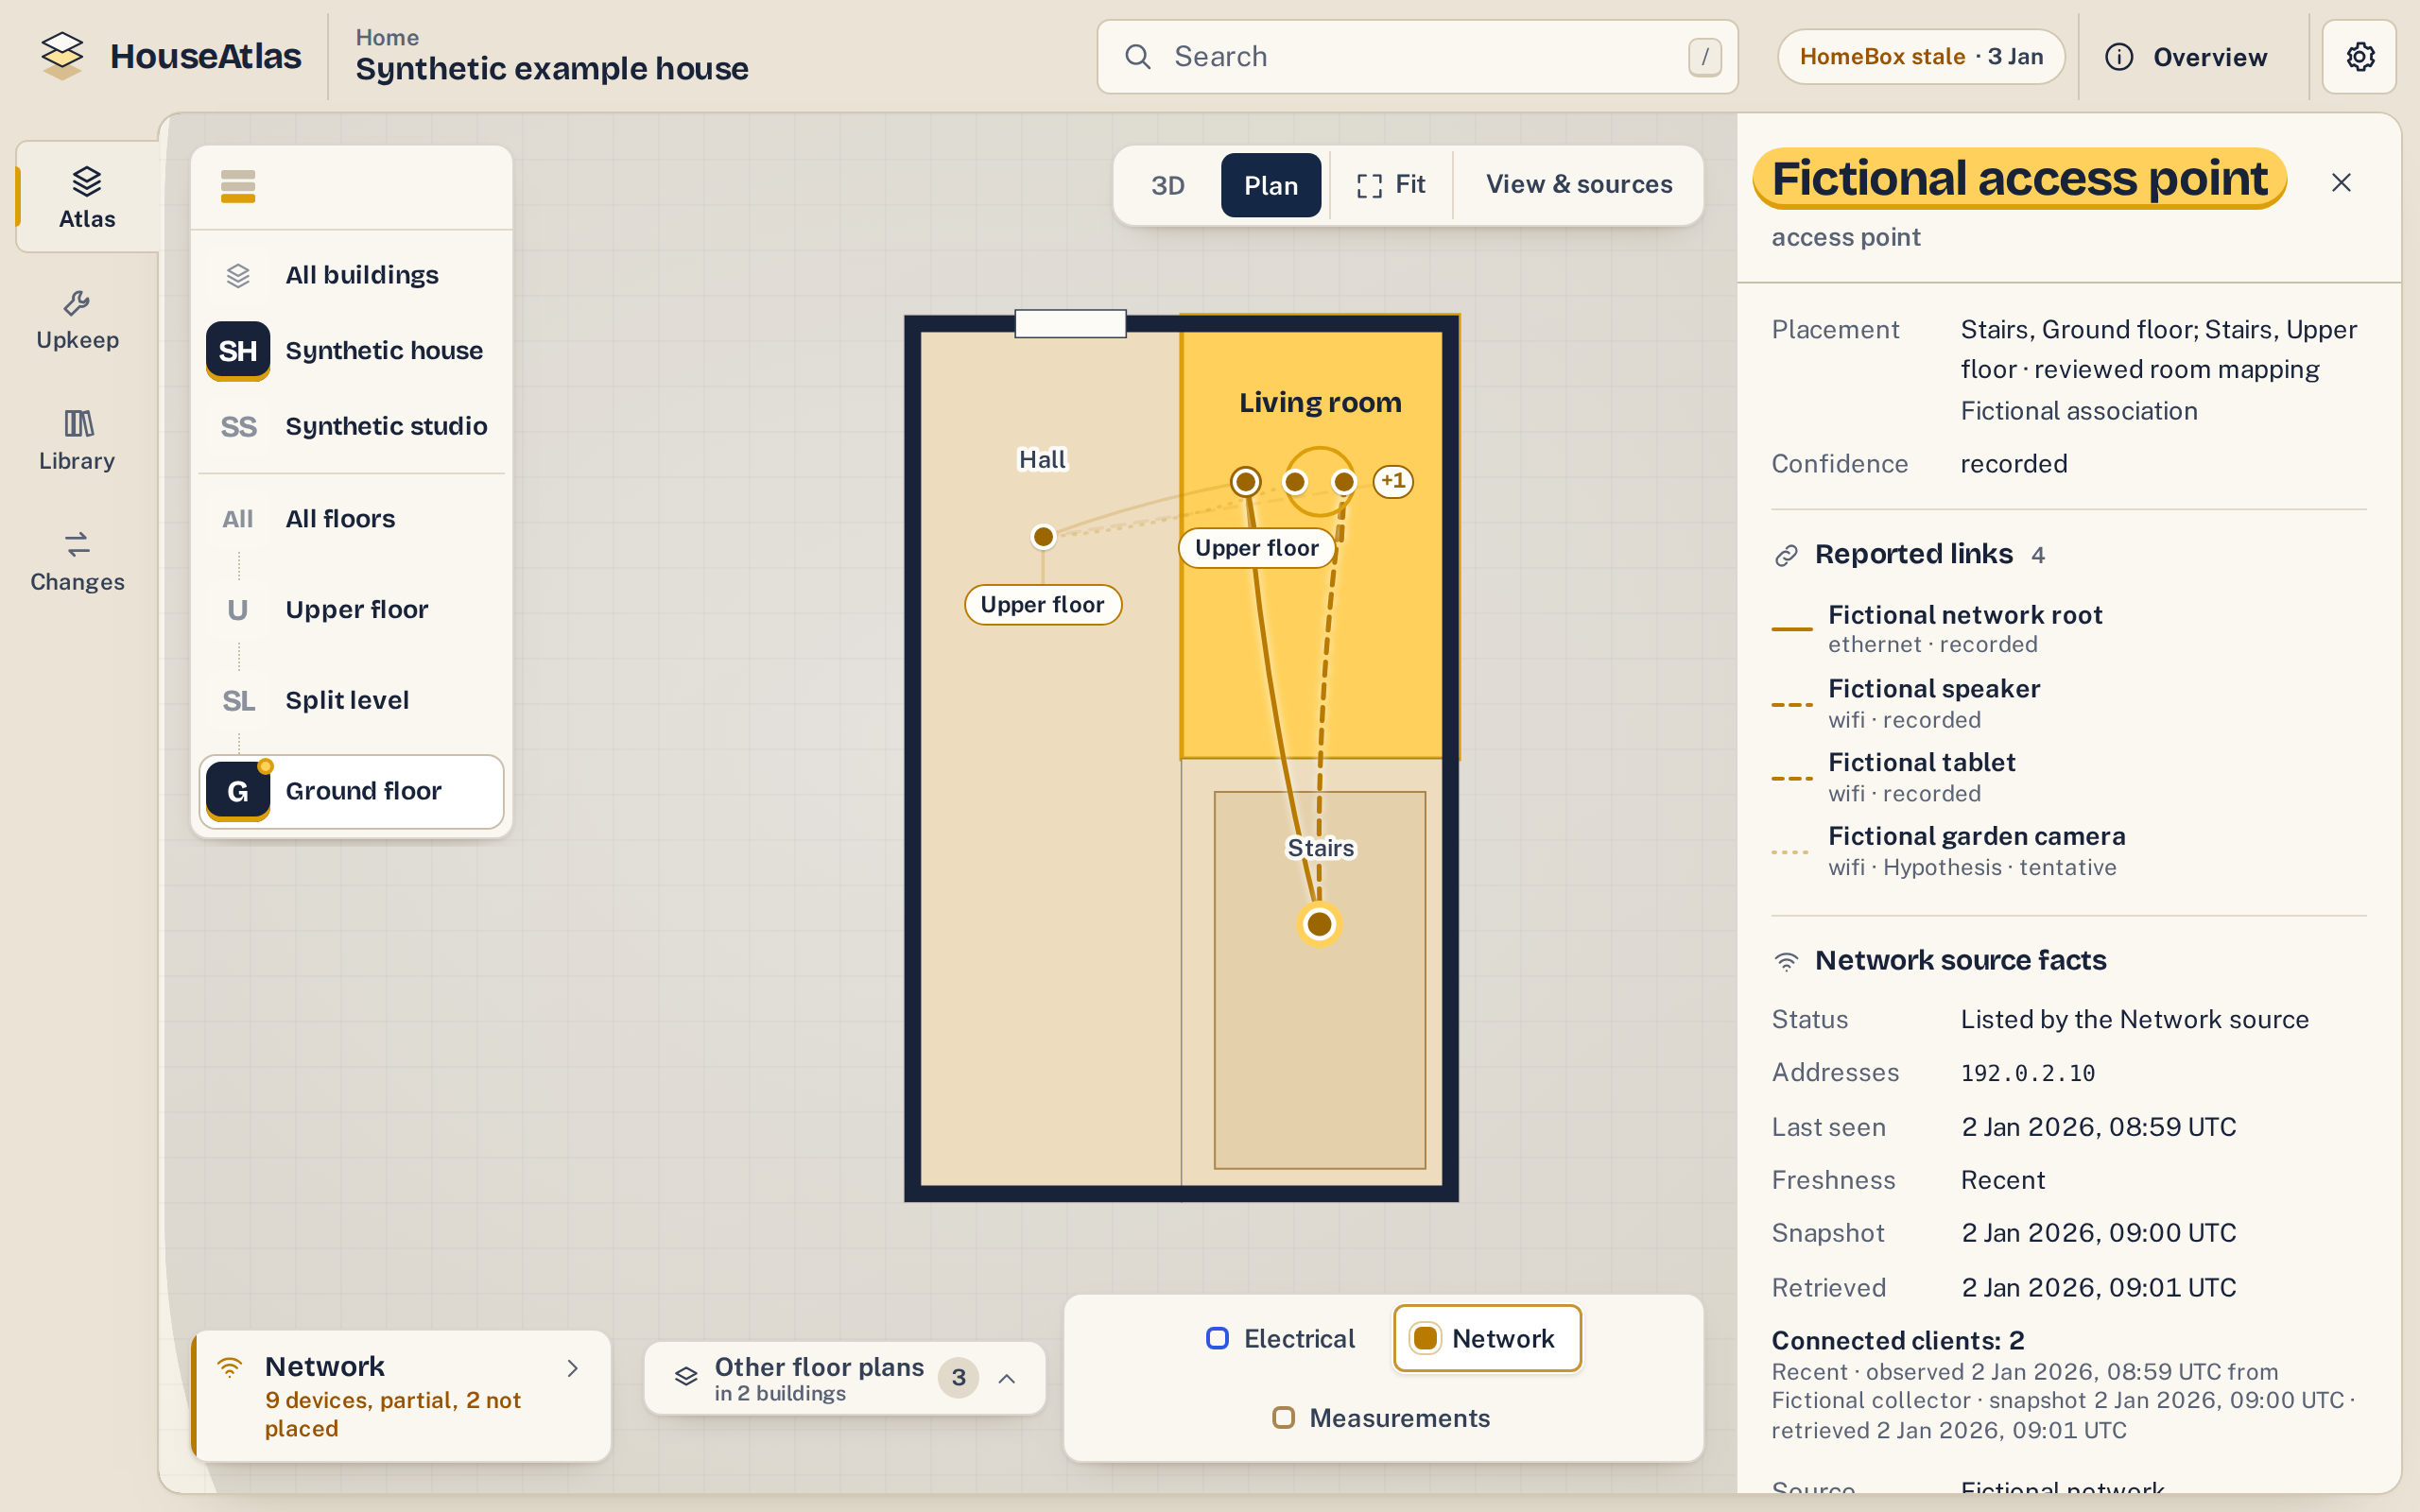 HouseAtlas
Home
Synthetic example house
Search
/
HomeBox stale · 3 Jan
Overview
Atlas
Upkeep
Library
Changes
All buildings
SH Synthetic house
SS Synthetic studio
All All floors
U Upper floor
SL Split level
G Ground floor
3D
Plan
Fit
View & sources
Living room
Hall
+1
Upper floor
Upper floor
Stairs
Network
9 devices, partial, 2 not
placed
Other floor plans
in 2 buildings
3
Electrical
Network
Measurements
Fictional access point
access point
Placement
Stairs, Ground floor; Stairs, Upper
floor · reviewed room mapping
Fictional association
Confidence
recorded
Reported links 4
Fictional network root
ethernet · recorded
Fictional speaker
wifi · recorded
Fictional tablet
wifi · recorded
Fictional garden camera
wifi · Hypothesis · tentative
Network source facts
Status
Listed by the Network source
Addresses
192.0.2.10
Last seen
2 Jan 2026, 08:59 UTC
Freshness
Recent
Snapshot
2 Jan 2026, 09:00 UTC
Retrieved
2 Jan 2026, 09:01 UTC
Connected clients: 2
Recent · observed 2 Jan 2026, 08:59 UTC from
Fictional collector · snapshot 2 Jan 2026, 09:00 UTC ·
retrieved 2 Jan 2026, 09:01 UTC
Source
Fictional network